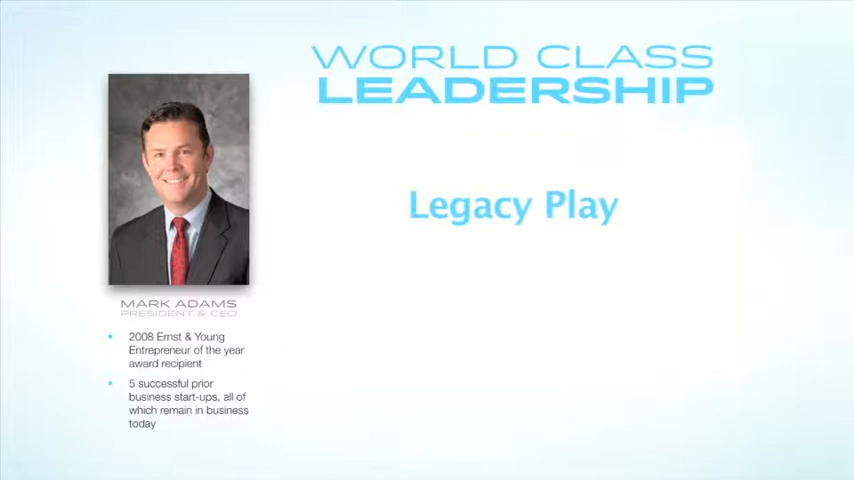 WORLD CLASS
LEADERSHIP
Legacy Play
MARK ADAMS
PRESIDENT & CEO
2008 Ernst & Young
Entrepreneur of the year
award recipient
5 successful prior
business start-ups, all of
which remain in business
today